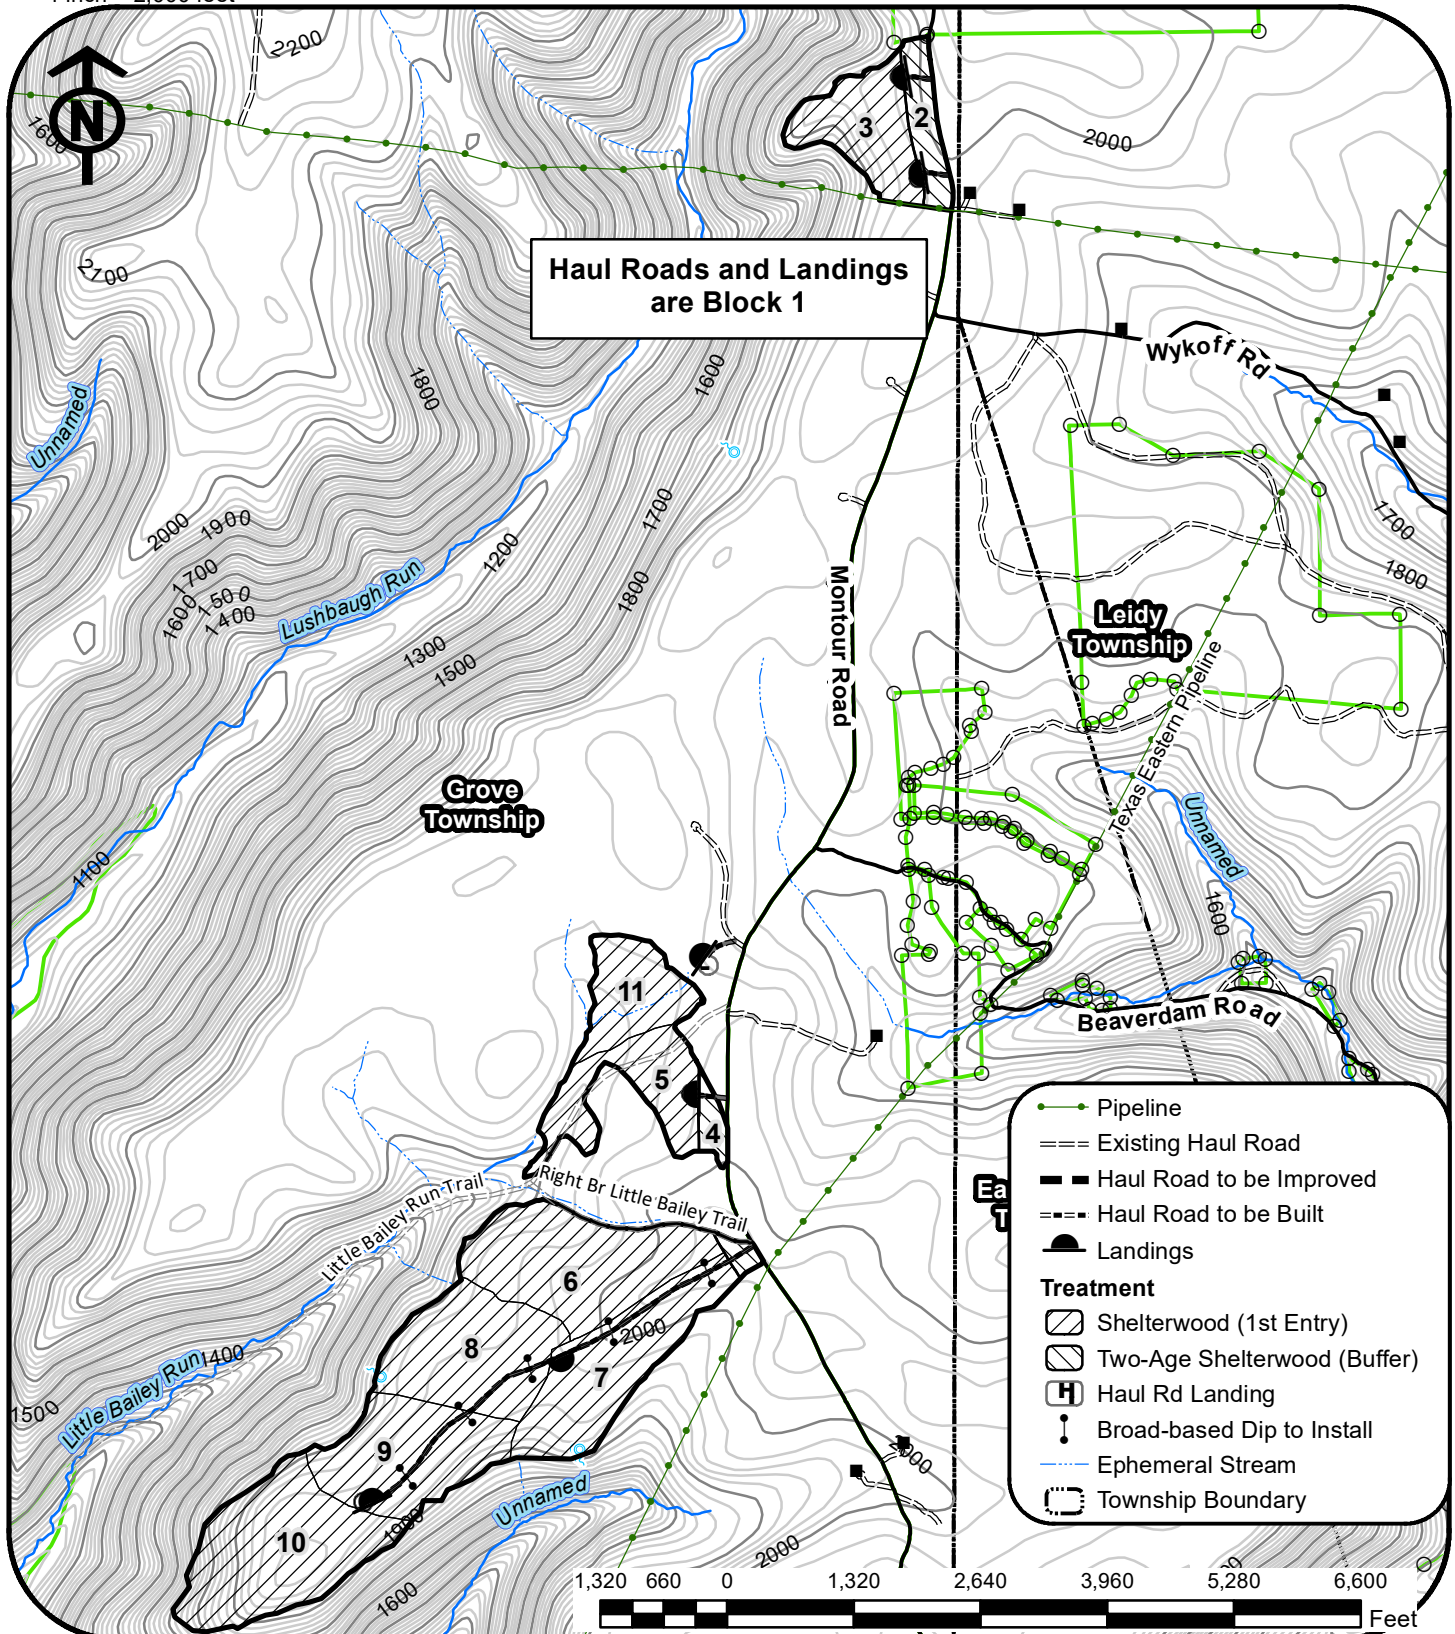 2200
1600
2100
3
2
2000
Haul Roads and Landings
are Block 1
Wykoff Rd
1800
1600
Unnamed
2000
1900
1700
1500
1600
1400
Lushbaugh Run
1200
1700
1800
1300
1500
Montour Road
1700
1800
Leidy
Township
Texas Eastern Pipeline
Grove
Township
Unnamed
1100
1600
11
5
4
Beaverdam Road
Right Br Little Bailey Trail
Little Bailey Run Trail
6
2000
8
7
1400
Little Bailey Run
1500
9
1900
Unnamed
10
1600
2000
2000
Ea
T
Pipeline
Existing Haul Road
Haul Road to be Improved
Haul Road to be Built
Landings
Treatment
Shelterwood (1st Entry)
Two-Age Shelterwood (Buffer)
H Haul Rd Landing
Broad-based Dip to Install
Ephemeral Stream
Township Boundary
1,320 660 0 1,320 2,640 3,960 5,280 6,600
Feet
N